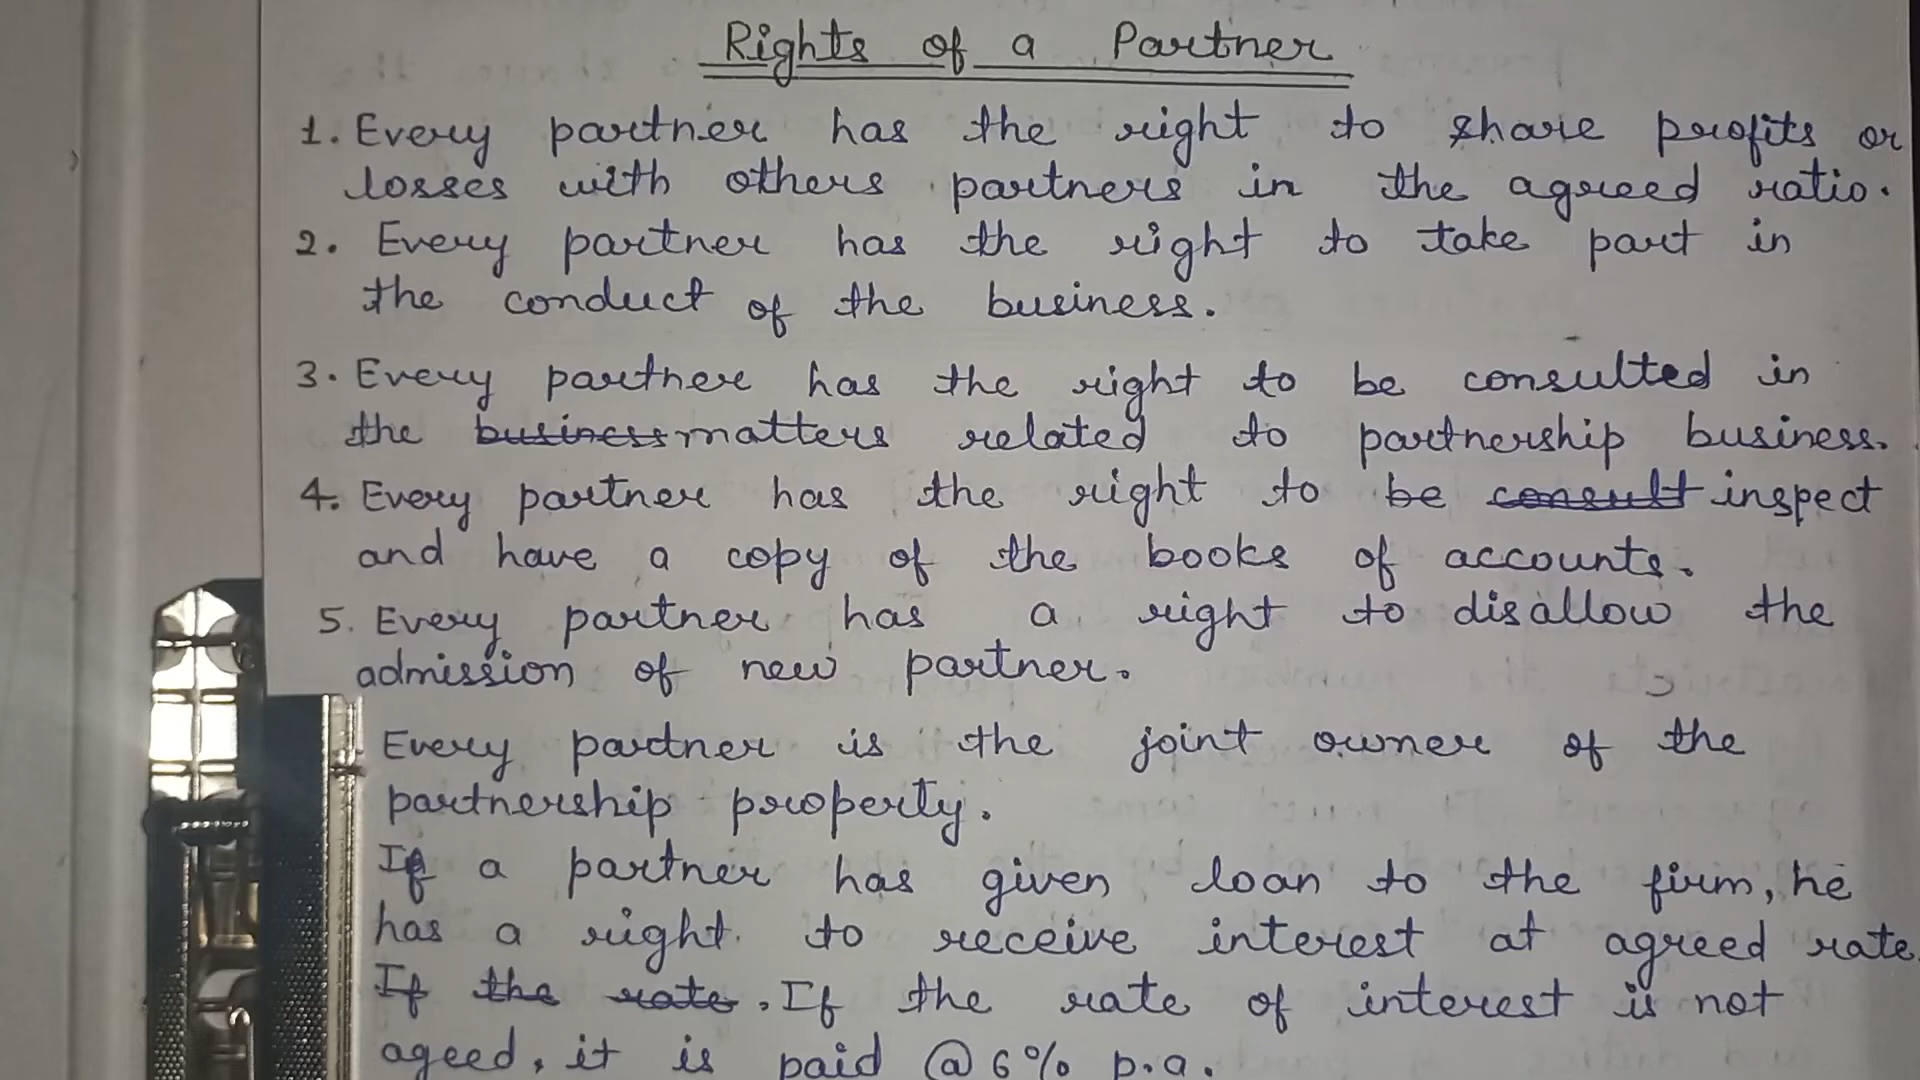 Rights of a Partner
1. Every partner has the right to share profits or
losses with others partners in the agreed ratio.
2. Every partner has the right to take part in
the conduct of the business.
3. Every partner has the right to be consulted in
the business matters related to partnership business.
4. Every partner has the right to be consult inspect
and have a copy of the books of accounts.
5. Every partner has a right to disallow the
admission of new partner.
Every partner is the joint owner of the
partnership property.
If a partner has given loan to the firm, he
has a right to receive interest at agreed rate.
If the rate. If the rate of interest is not
ageed, it is paid @ 6% p.a.